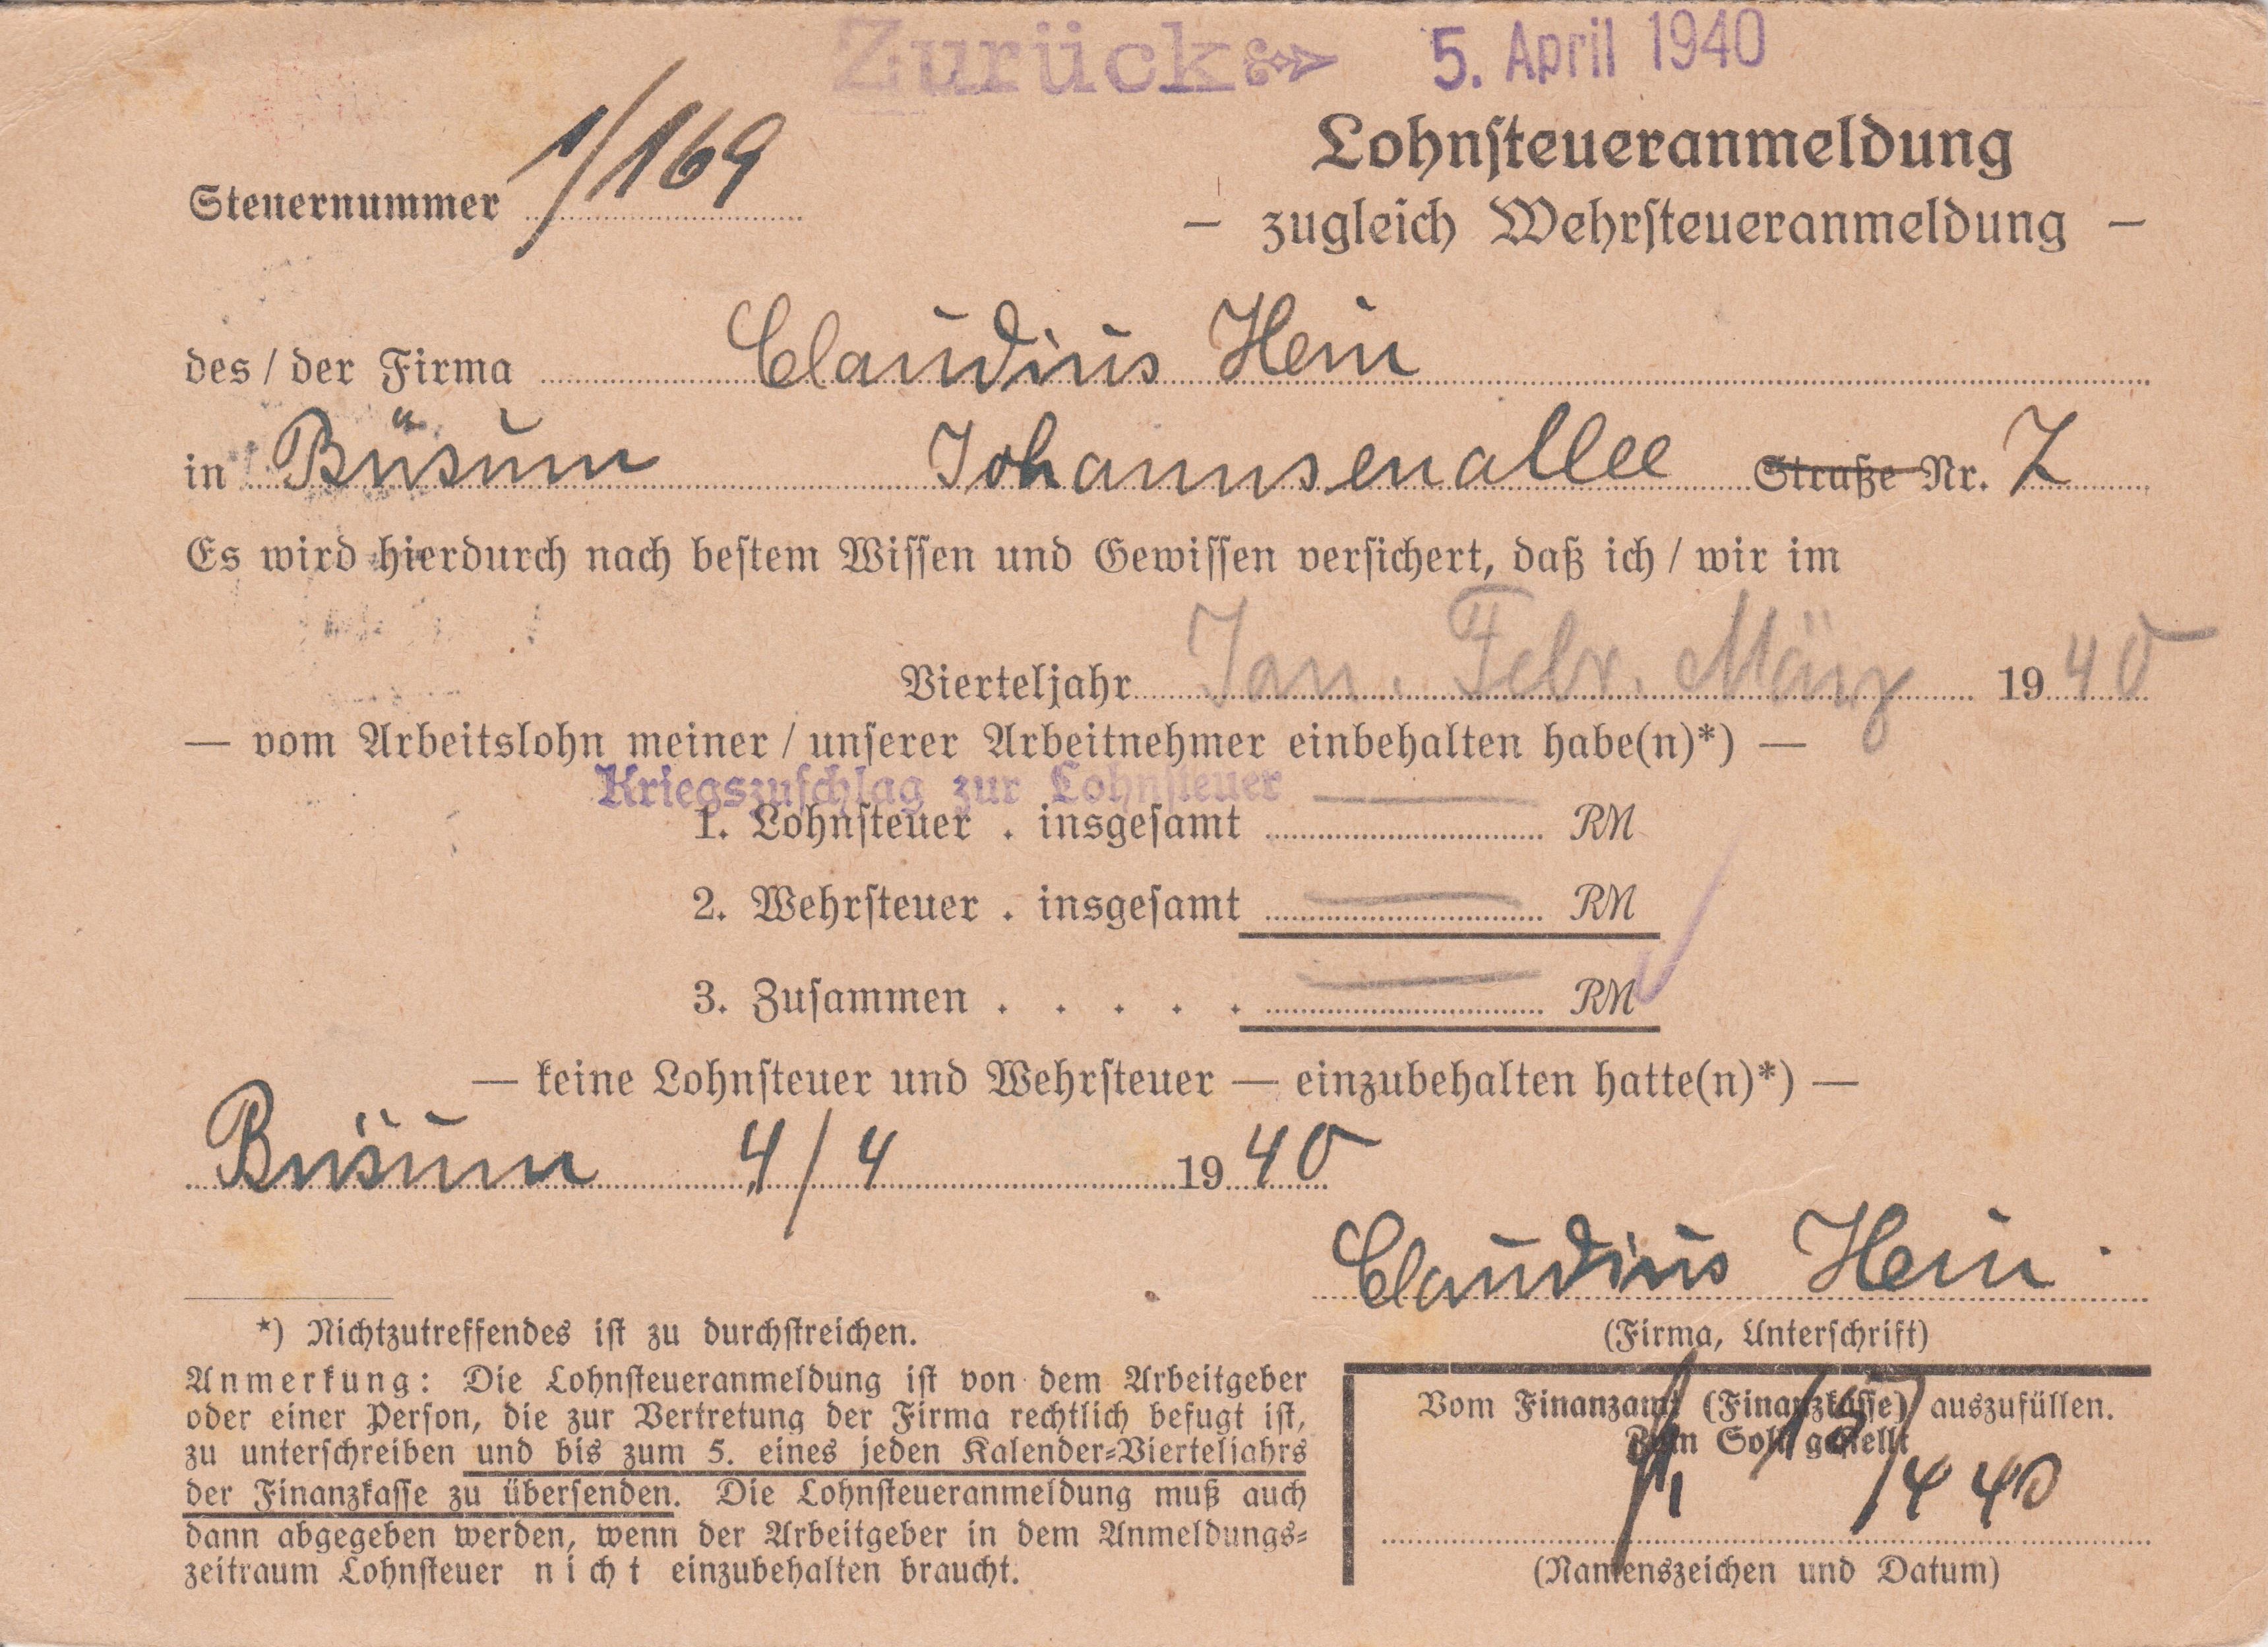 Zurück 5. April 1940
Lohnsteueranmeldung
Steuernummer 1/169
– zugleich Wehrsteueranmeldung –
des / der Firma Claudius Hein
in Büsum Johannsenallee Straße Nr. 7
Es wird hierdurch nach bestem Wissen und Gewissen versichert, daß ich / wir im
Vierteljahr Jan. Febr. März 1940
— vom Arbeitslohn meiner / unserer Arbeitnehmer einbehalten habe(n)*) —
Kriegszuschlag zur Lohnsteuer
1. Lohnsteuer . insgesamt — RM
2. Wehrsteuer . insgesamt — RM
3. Zusammen . . . . . — RM
— keine Lohnsteuer und Wehrsteuer — einzubehalten hatte(n)*) —
Büsum 4/4 1940
Claudius Hein.
(Firma, Unterschrift)
*) Nichtzutreffendes ist zu durchstreichen.
Anmerkung: Die Lohnsteueranmeldung ist von dem Arbeitgeber
oder einer Person, die zur Vertretung der Firma rechtlich befugt ist,
zu unterschreiben und bis zum 5. eines jeden Kalender-Vierteljahrs
der Finanzkasse zu übersenden. Die Lohnsteueranmeldung muß auch
dann abgegeben werden, wenn der Arbeitgeber in dem Anmeldungs-
zeitraum Lohnsteuer nicht einzubehalten braucht.
Vom Finanzamt (Finanzkasse) auszufüllen.
Zum Soll gestellt
4 40
(Namenszeichen und Datum)